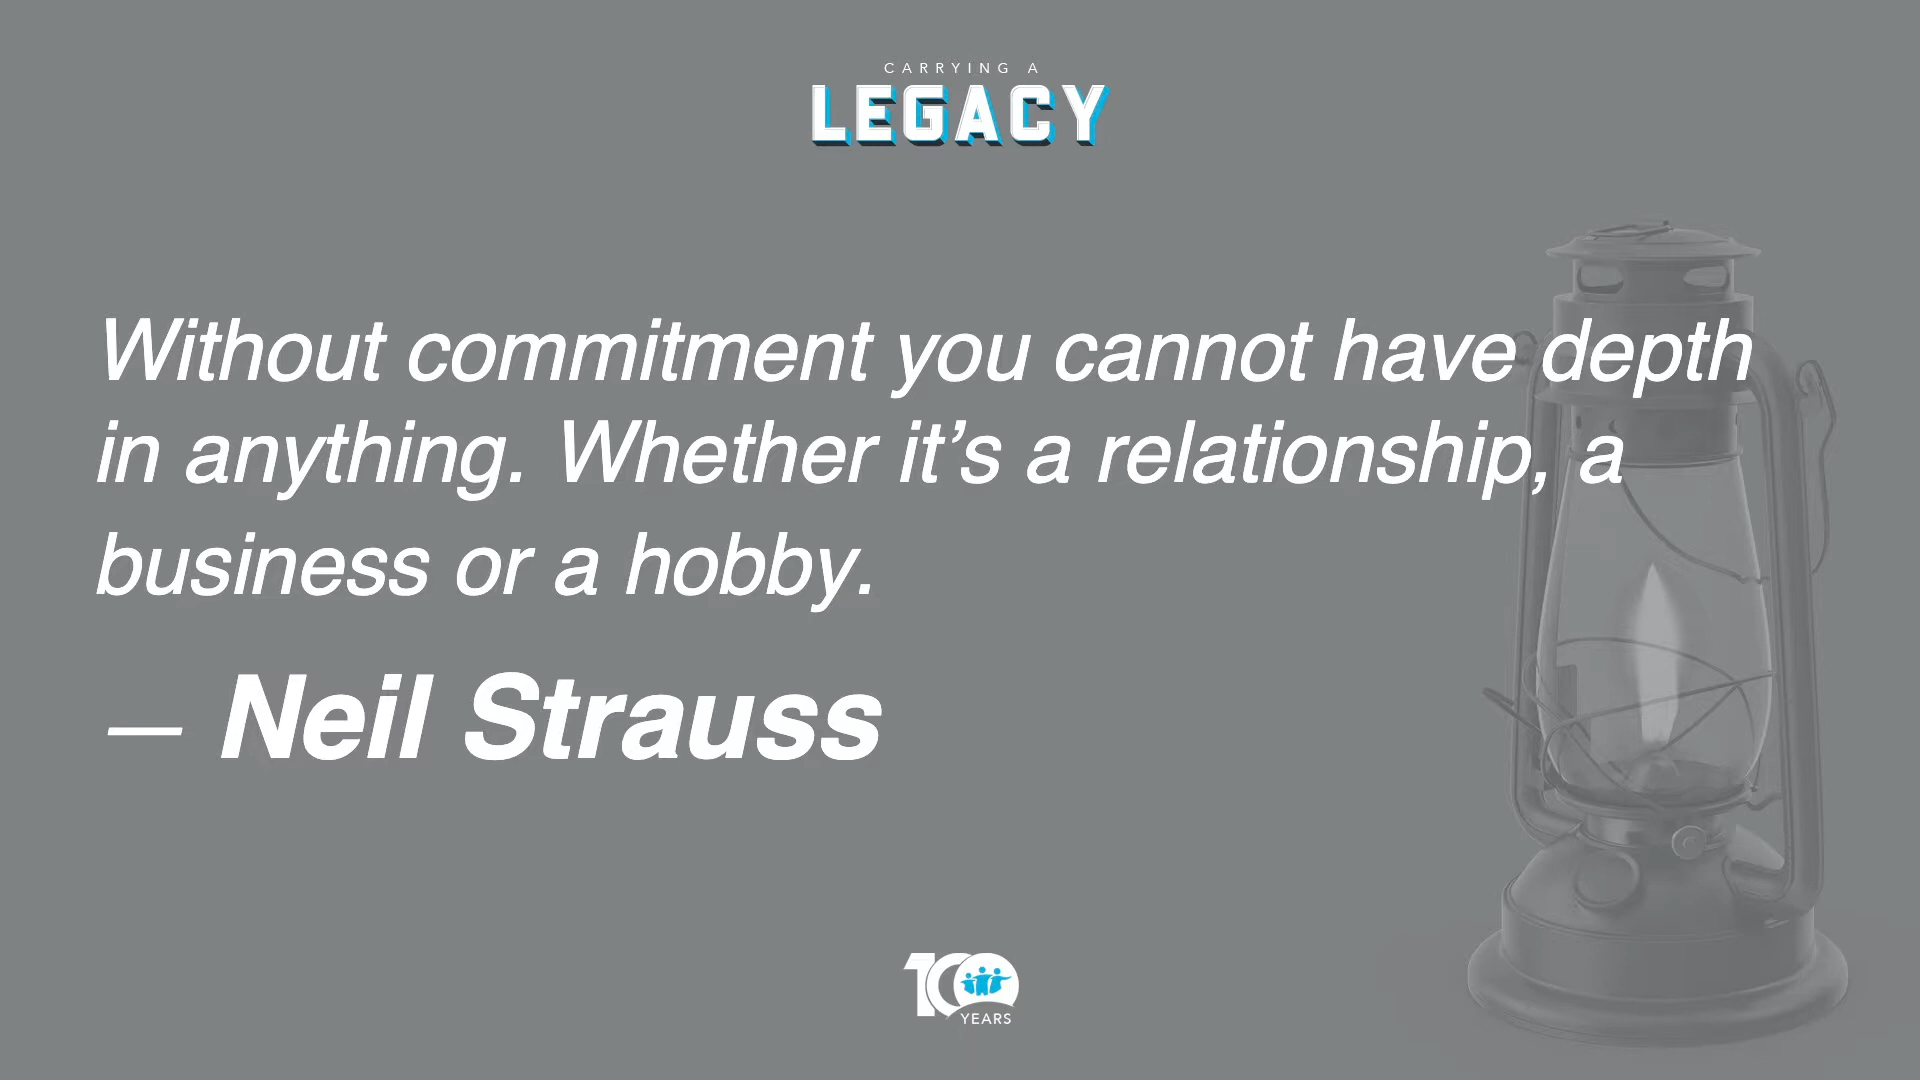 CARRYING A
LEGACY
Without commitment you cannot have depth
in anything. Whether it’s a relationship, a
business or a hobby.
— Neil Strauss
100
YEARS